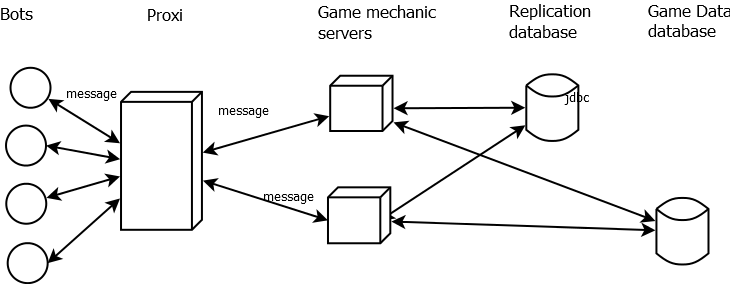 Bots
Proxi
Game mechanic
servers
Replication
database
Game Data
database
message
message
jdbc
message